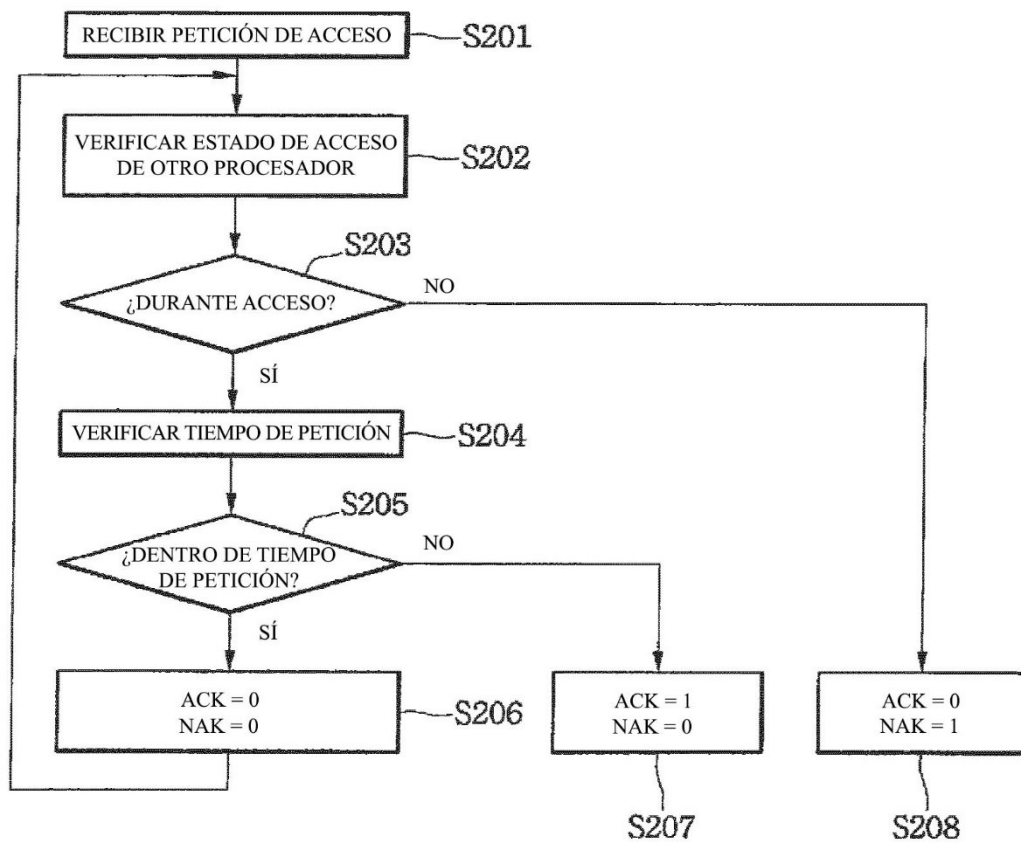 RECIBIR PETICIÓN DE ACCESO
S201
VERIFICAR ESTADO DE ACCESO
DE OTRO PROCESADOR
S202
S203
¿DURANTE ACCESO?
NO
SÍ
VERIFICAR TIEMPO DE PETICIÓN
S204
S205
¿DENTRO DE TIEMPO
DE PETICIÓN?
NO
SÍ
ACK = 0
NAK = 0
S206
ACK = 1
NAK = 0
ACK = 0
NAK = 1
S207
S208